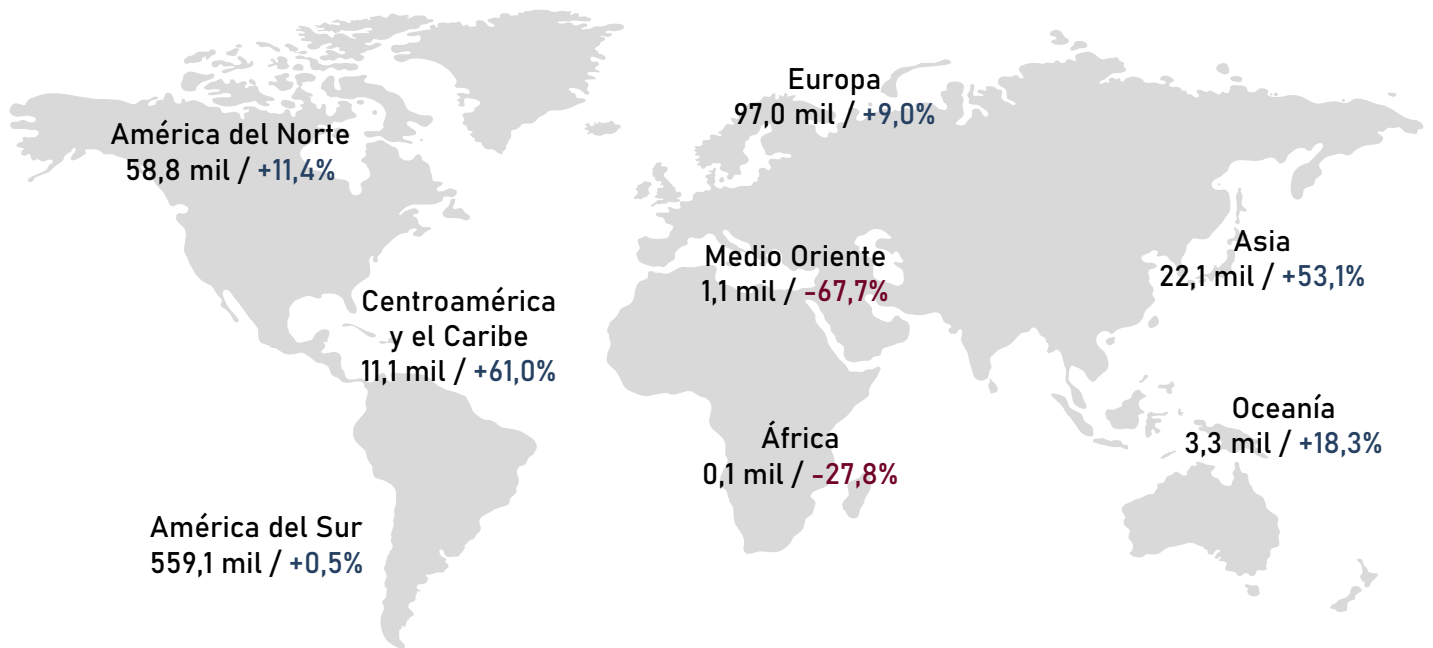 Europa
97,0 mil / +9,0%
América del Norte
58,8 mil / +11,4%
Asia
22,1 mil / +53,1%
Medio Oriente
1,1 mil / -67,7%
Centroamérica
y el Caribe
11,1 mil / +61,0%
Oceanía
3,3 mil / +18,3%
África
0,1 mil / -27,8%
América del Sur
559,1 mil / +0,5%